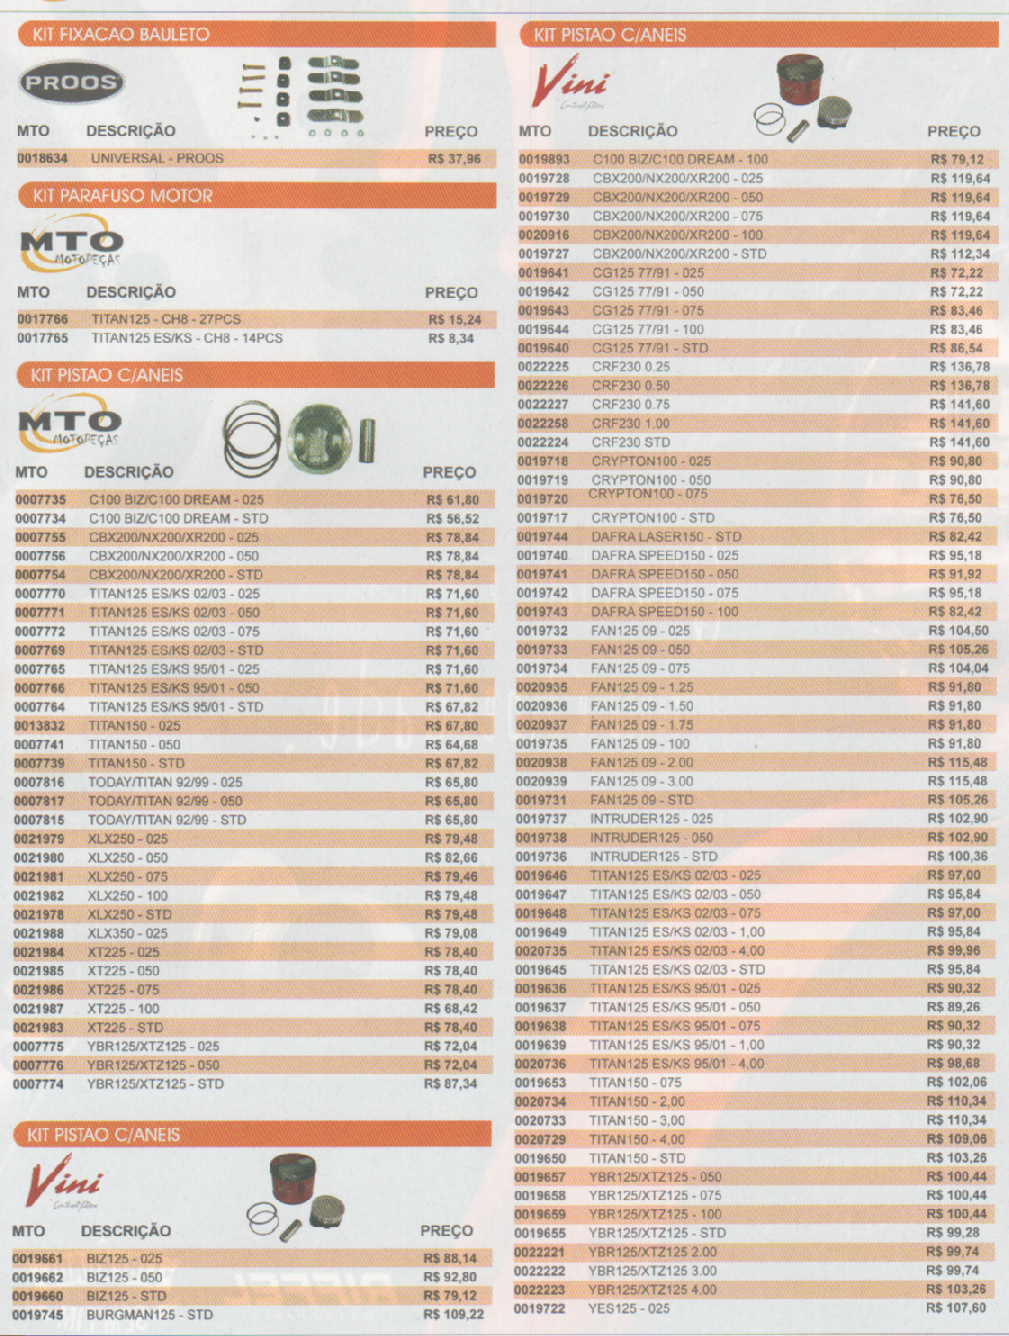 KIT FIXACAO BAULETO
PROOS
MTO DESCRIÇÃO PREÇO
0018634 UNIVERSAL - PROOS R$ 37,96
KIT PARAFUSO MOTOR
MTO
MOTOPEÇAS
MTO DESCRIÇÃO PREÇO
0017766 TITAN125 - CH8 - 27PCS R$ 15,24
0017765 TITAN125 ES/KS - CH8 - 14PCS R$ 8,34
KIT PISTAO C/ANEIS
MTO
MOTOPEÇAS
MTO DESCRIÇÃO PREÇO
0007735 C100 BIZ/C100 DREAM - 025 R$ 61,80
0007734 C100 BIZ/C100 DREAM - STD R$ 56,52
0007755 CBX200/NX200/XR200 - 025 R$ 78,84
0007756 CBX200/NX200/XR200 - 050 R$ 78,84
0007754 CBX200/NX200/XR200 - STD R$ 78,84
0007770 TITAN125 ES/KS 02/03 - 025 R$ 71,60
0007771 TITAN125 ES/KS 02/03 - 050 R$ 71,60
0007772 TITAN125 ES/KS 02/03 - 075 R$ 71,60
0007769 TITAN125 ES/KS 02/03 - STD R$ 71,60
0007765 TITAN125 ES/KS 95/01 - 025 R$ 71,60
0007766 TITAN125 ES/KS 95/01 - 050 R$ 71,60
0007764 TITAN125 ES/KS 95/01 - STD R$ 67,82
0013832 TITAN150 - 025 R$ 67,80
0007741 TITAN150 - 050 R$ 64,68
0007739 TITAN150 - STD R$ 67,82
0007816 TODAY/TITAN 92/99 - 025 R$ 65,80
0007817 TODAY/TITAN 92/99 - 050 R$ 65,80
0007815 TODAY/TITAN 92/99 - STD R$ 65,80
0021979 XLX250 - 025 R$ 79,48
0021980 XLX250 - 050 R$ 82,66
0021981 XLX250 - 075 R$ 79,46
0021982 XLX250 - 100 R$ 79,48
0021978 XLX250 - STD R$ 79,48
0021988 XLX350 - 025 R$ 79,08
0021984 XT225 - 025 R$ 78,40
0021985 XT225 - 050 R$ 78,40
0021986 XT225 - 075 R$ 78,40
0021987 XT225 - 100 R$ 68,42
0021983 XT225 - STD R$ 78,40
0007775 YBR125/XTZ125 - 025 R$ 72,04
0007776 YBR125/XTZ125 - 050 R$ 72,04
0007774 YBR125/XTZ125 - STD R$ 87,34
KIT PISTAO C/ANEIS
Vini
MTO DESCRIÇÃO PREÇO
0019661 BIZ125 - 025 R$ 88,14
0019662 BIZ125 - 050 R$ 92,80
0019660 BIZ125 - STD R$ 79,12
0019745 BURGMAN125 - STD R$ 109,22
KIT PISTAO C/ANEIS
Vini
MTO DESCRIÇÃO PREÇO
0019893 C100 BIZ/C100 DREAM - 100 R$ 79,12
0019728 CBX200/NX200/XR200 - 025 R$ 119,64
0019729 CBX200/NX200/XR200 - 050 R$ 119,64
0019730 CBX200/NX200/XR200 - 075 R$ 119,64
0020916 CBX200/NX200/XR200 - 100 R$ 119,64
0019727 CBX200/NX200/XR200 - STD R$ 112,34
0019641 CG125 77/91 - 025 R$ 72,22
0019642 CG125 77/91 - 050 R$ 72,22
0019643 CG125 77/91 - 075 R$ 83,46
0019644 CG125 77/91 - 100 R$ 83,46
0019640 CG125 77/91 - STD R$ 86,54
0022225 CRF230 0.25 R$ 136,78
0022226 CRF230 0.50 R$ 136,78
0022227 CRF230 0.75 R$ 141,60
0022258 CRF230 1.00 R$ 141,60
0022224 CRF230 STD R$ 141,60
0019718 CRYPTON100 - 025 R$ 90,80
0019719 CRYPTON100 - 050 R$ 90,80
0019720 CRYPTON100 - 075 R$ 76,50
0019717 CRYPTON100 - STD R$ 76,50
0019744 DAFRA LASER150 - STD R$ 82,42
0019740 DAFRA SPEED150 - 025 R$ 95,18
0019741 DAFRA SPEED150 - 050 R$ 91,92
0019742 DAFRA SPEED150 - 075 R$ 95,18
0019743 DAFRA SPEED150 - 100 R$ 82,42
0019732 FAN125 09 - 025 R$ 104,50
0019733 FAN125 09 - 050 R$ 105,26
0019734 FAN125 09 - 075 R$ 104,04
0020935 FAN125 09 - 1.25 R$ 91,80
0020936 FAN125 09 - 1.50 R$ 91,80
0020937 FAN125 09 - 1.75 R$ 91,80
0019735 FAN125 09 - 100 R$ 91,80
0020938 FAN125 09 - 2.00 R$ 115,48
0020939 FAN125 09 - 3.00 R$ 115,48
0019731 FAN125 09 - STD R$ 105,26
0019737 INTRUDER125 - 025 R$ 102,90
0019738 INTRUDER125 - 050 R$ 102,90
0019736 INTRUDER125 - STD R$ 100,36
0019646 TITAN125 ES/KS 02/03 - 025 R$ 97,00
0019647 TITAN125 ES/KS 02/03 - 050 R$ 95,84
0019648 TITAN125 ES/KS 02/03 - 075 R$ 97,00
0019649 TITAN125 ES/KS 02/03 - 1,00 R$ 95,84
0020735 TITAN125 ES/KS 02/03 - 4,00 R$ 99,96
0019645 TITAN125 ES/KS 02/03 - STD R$ 95,84
0019636 TITAN125 ES/KS 95/01 - 025 R$ 90,32
0019637 TITAN125 ES/KS 95/01 - 050 R$ 89,26
0019638 TITAN125 ES/KS 95/01 - 075 R$ 90,32
0019639 TITAN125 ES/KS 95/01 - 1,00 R$ 90,32
0020736 TITAN125 ES/KS 95/01 - 4,00 R$ 98,68
0019653 TITAN150 - 075 R$ 102,06
0020734 TITAN150 - 2,00 R$ 110,34
0020733 TITAN150 - 3,00 R$ 110,34
0020729 TITAN150 - 4,00 R$ 109,06
0019650 TITAN150 - STD R$ 103,26
0019657 YBR125/XTZ125 - 050 R$ 100,44
0019658 YBR125/XTZ125 - 075 R$ 100,44
0019659 YBR125/XTZ125 - 100 R$ 100,44
0019655 YBR125/XTZ125 - STD R$ 99,28
0022221 YBR125/XTZ125 2.00 R$ 99,74
0022222 YBR125/XTZ125 3.00 R$ 99,74
0022223 YBR125/XTZ125 4.00 R$ 103,26
0019722 YES125 - 025 R$ 107,60